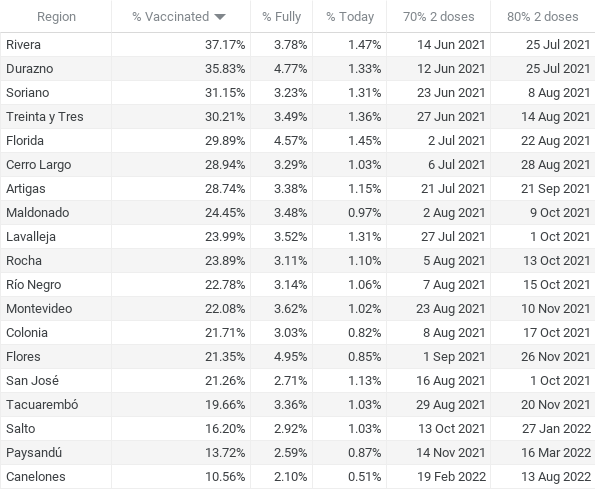 Region % Vaccinated % Fully % Today 70% 2 doses 80% 2 doses
Rivera 37.17% 3.78% 1.47% 14 Jun 2021 25 Jul 2021
Durazno 35.83% 4.77% 1.33% 12 Jun 2021 25 Jul 2021
Soriano 31.15% 3.23% 1.31% 23 Jun 2021 8 Aug 2021
Treinta y Tres 30.21% 3.49% 1.36% 27 Jun 2021 14 Aug 2021
Florida 29.89% 4.57% 1.45% 2 Jul 2021 22 Aug 2021
Cerro Largo 28.94% 3.29% 1.03% 6 Jul 2021 28 Aug 2021
Artigas 28.74% 3.38% 1.15% 21 Jul 2021 21 Sep 2021
Maldonado 24.45% 3.48% 0.97% 2 Aug 2021 9 Oct 2021
Lavalleja 23.99% 3.52% 1.31% 27 Jul 2021 1 Oct 2021
Rocha 23.89% 3.11% 1.10% 5 Aug 2021 13 Oct 2021
Río Negro 22.78% 3.14% 1.06% 7 Aug 2021 15 Oct 2021
Montevideo 22.08% 3.62% 1.02% 23 Aug 2021 10 Nov 2021
Colonia 21.71% 3.03% 0.82% 8 Aug 2021 17 Oct 2021
Flores 21.35% 4.95% 0.85% 1 Sep 2021 26 Nov 2021
San José 21.26% 2.71% 1.13% 16 Aug 2021 1 Oct 2021
Tacuarembó 19.66% 3.36% 1.03% 29 Aug 2021 20 Nov 2021
Salto 16.20% 2.92% 1.03% 13 Oct 2021 27 Jan 2022
Paysandú 13.72% 2.59% 0.87% 14 Nov 2021 16 Mar 2022
Canelones 10.56% 2.10% 0.51% 19 Feb 2022 13 Aug 2022